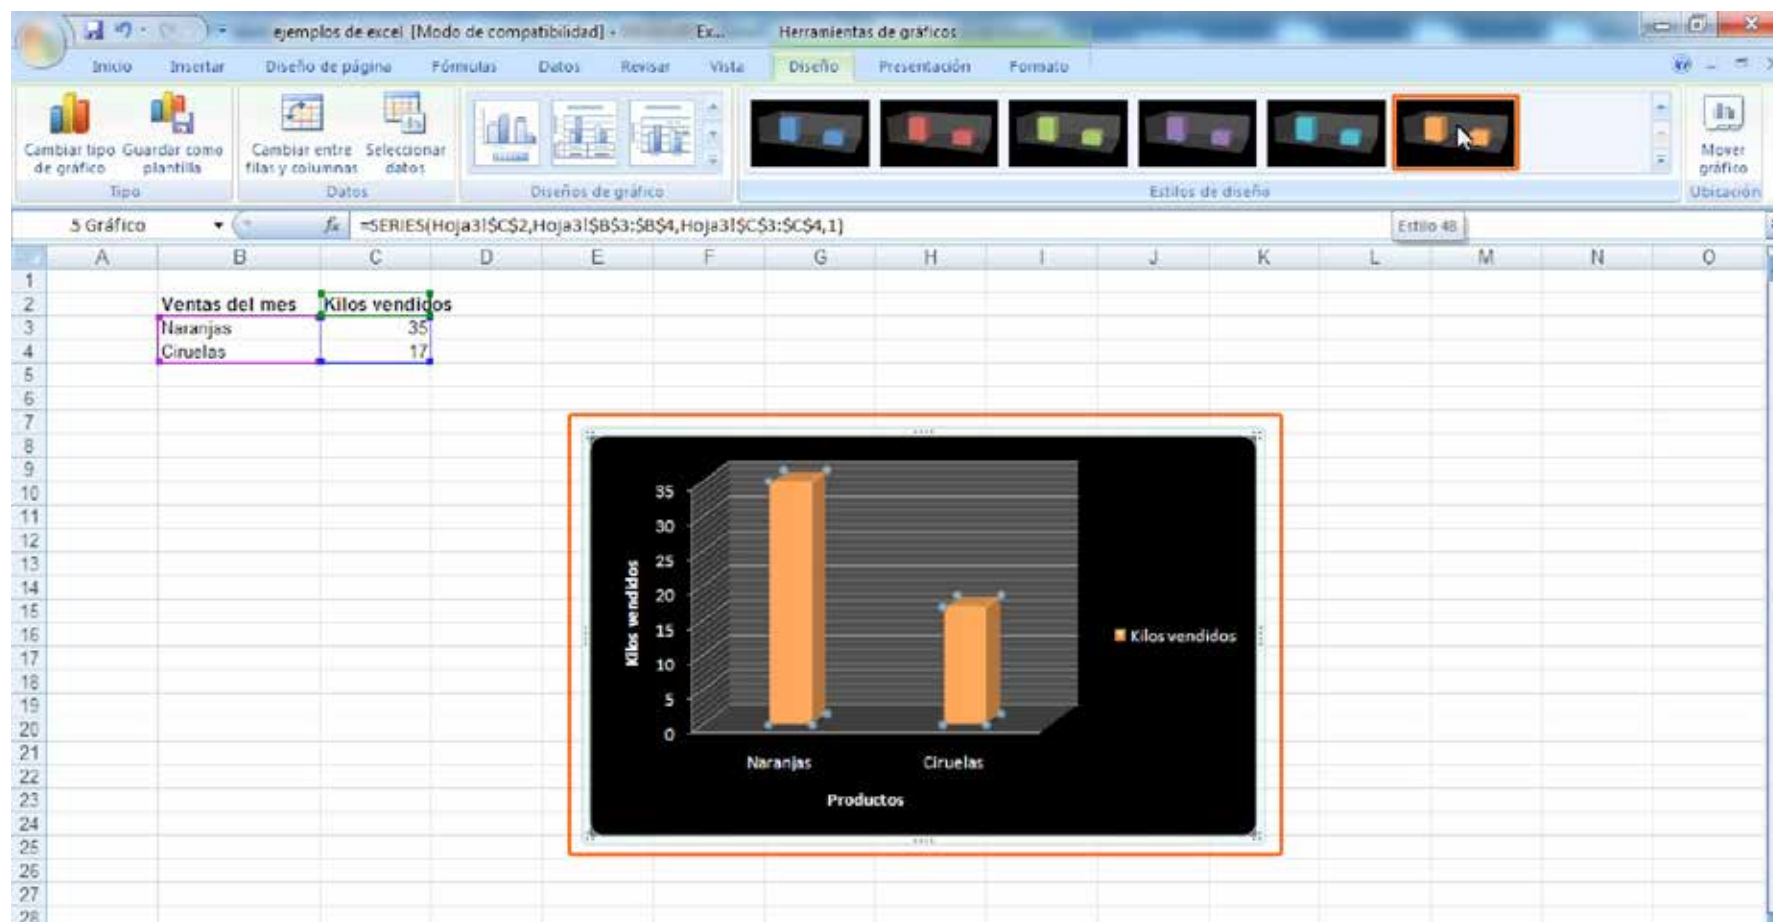 ejemplos de excel [Modo de compatibilidad] - Ex... Herramientas de gráficos
Inicio Insertar Diseño de página Fórmulas Datos Revisar Vista Diseño Presentación Formato
Cambiar tipo de gráfico
Guardar como plantilla
Tipo
Cambiar entre filas y columnas
Seleccionar datos
Datos
Diseños de gráfico
Estilos de diseño
Mover gráfico
Ubicación
5 Gráfico fx =SERIES(Hoja3!$C$2,Hoja3!$B$3:$B$4,Hoja3!$C$3:$C$4,1)
Estilo 48
A B C D E F G H I J K L M N O
1
2 Ventas del mes Kilos vendidos
3 Naranjas 35
4 Ciruelas 17
5
6
7
8
9
10
11
12
13
14
15
16
17
18
19
20
21
22
23
24
25
26
27
28
35
30
25
20
15
10
5
0
Kilos vendidos
Naranjas Ciruelas
Productos
Kilos vendidos